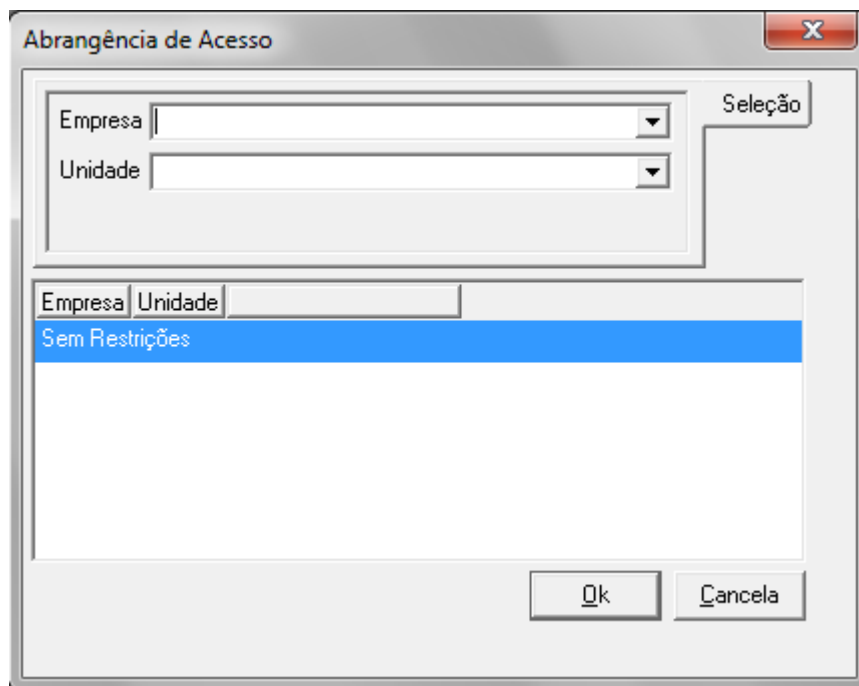 Abrangência de Acesso
Seleção
Empresa
Unidade
Empresa Unidade
Sem Restrições
Ok Cancela